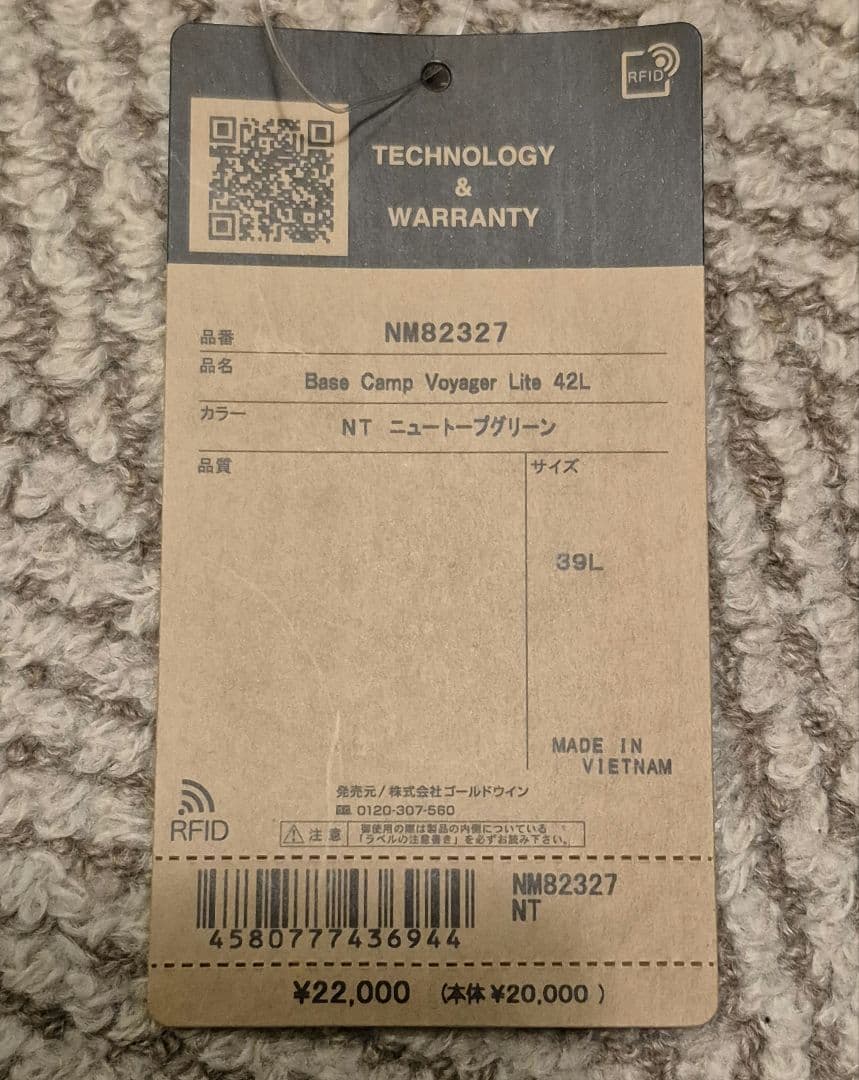 RFID
TECHNOLOGY
&
WARRANTY
品番 NM82327
品名
Base Camp Voyager Lite 42L
カラー
NT ニュートープグリーン
品質
サイズ
39L
MADE IN
VIETNAM
発売元/株式会社ゴールドウイン
0120-307-560
RFID
注意
御使用の際は製品の内側についている
「ラベルの注意書き」を必ずお読み下さい。
NM82327
NT
4580777436944
¥22,000 (本体 ¥20,000 )